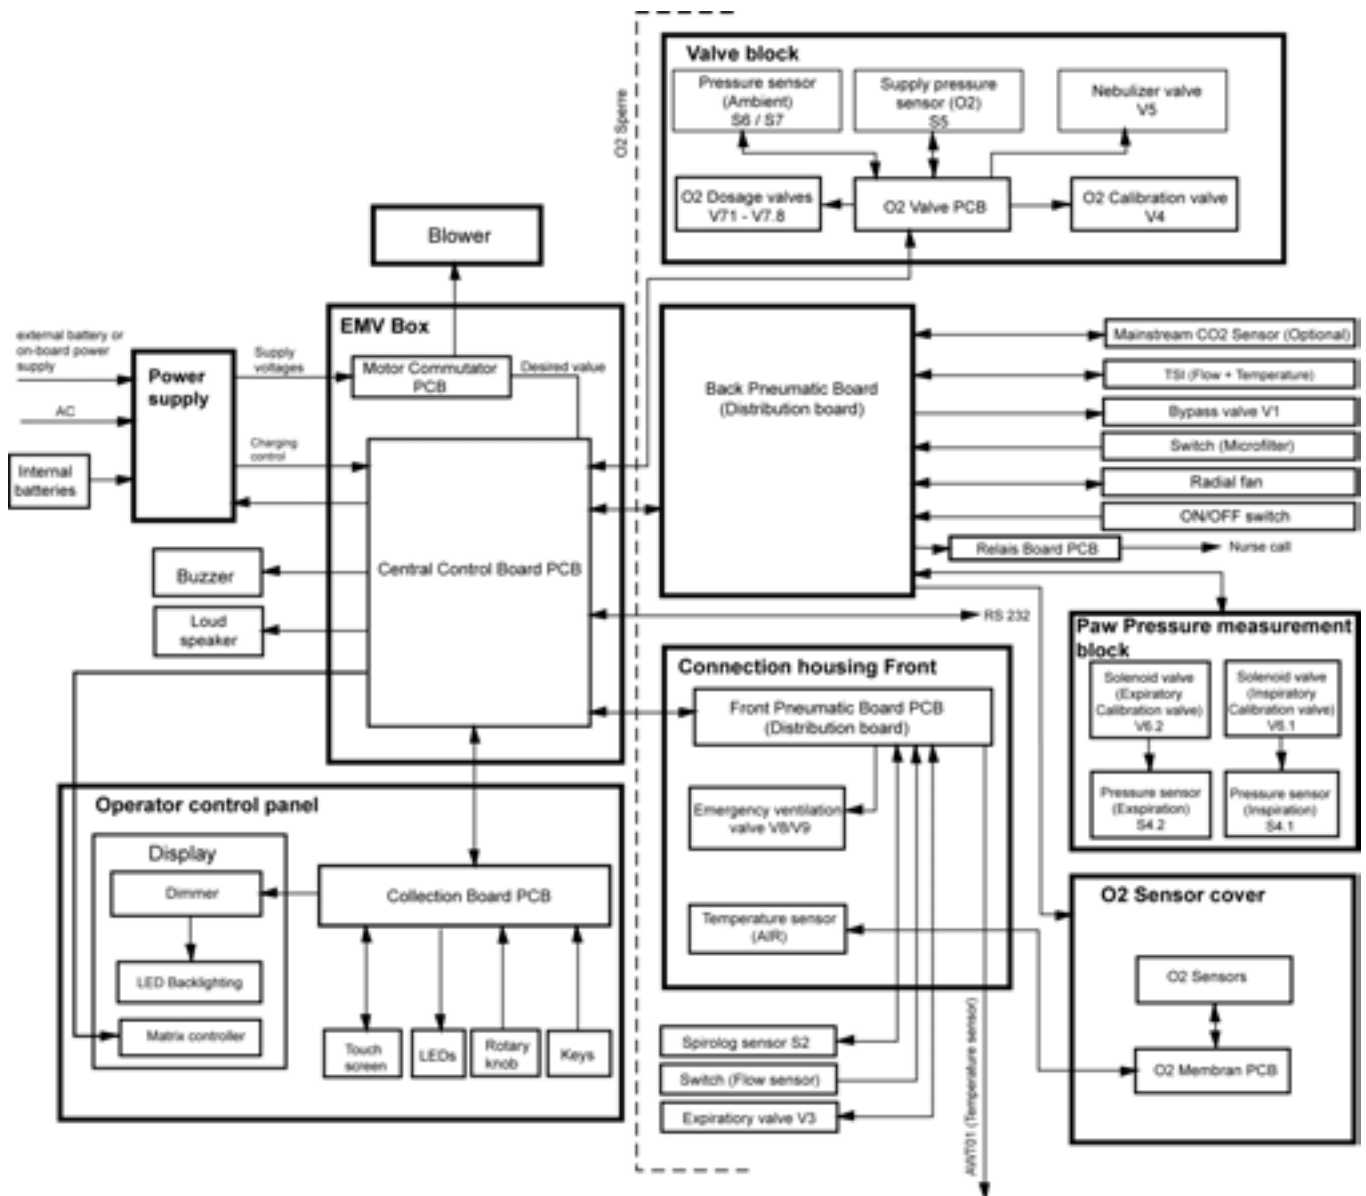 Valve block
Pressure sensor
(Ambient)
S6 / S7
Supply pressure
sensor (O2)
S5
Nebulizer valve
V5
O2 Sperre
O2 Dosage valves
V71 - V7.8
O2 Valve PCB
O2 Calibration valve
V4
Blower
EMV Box
external battery or
on-board power
supply
Power
supply
Supply
voltages
Motor Commutator
PCB
Desired value
AC
Charging
control
Internal
batteries
Buzzer
Loud
speaker
Central Control Board PCB
Back Pneumatic Board
(Distribution board)
Mainstream CO2 Sensor (Optional)
TSI (Flow + Temperature)
Bypass valve V1
Switch (Microfilter)
Radial fan
ON/OFF switch
Relais Board PCB
Nurse call
RS 232
Paw Pressure measurement
block
Solenoid valve
(Expiratory
Calibration valve)
V6.2
Solenoid valve
(Inspiratory
Calibration valve)
V6.1
Pressure sensor
(Exspiration)
S4.2
Pressure sensor
(Inspiration)
S4.1
Connection housing Front
Front Pneumatic Board PCB
(Distribution board)
Emergency ventilation
valve V8/V9
Temperature sensor
(AIR)
Spirolog sensor S2
Switch (Flow sensor)
Expiratiory valve V3
AWT01 (Temperature sensor)
O2 Sensor cover
O2 Sensors
O2 Membran PCB
Operator control panel
Display
Dimmer
LED Backlighting
Matrix controller
Collection Board PCB
Touch
screen
LEDs
Rotary
knob
Keys